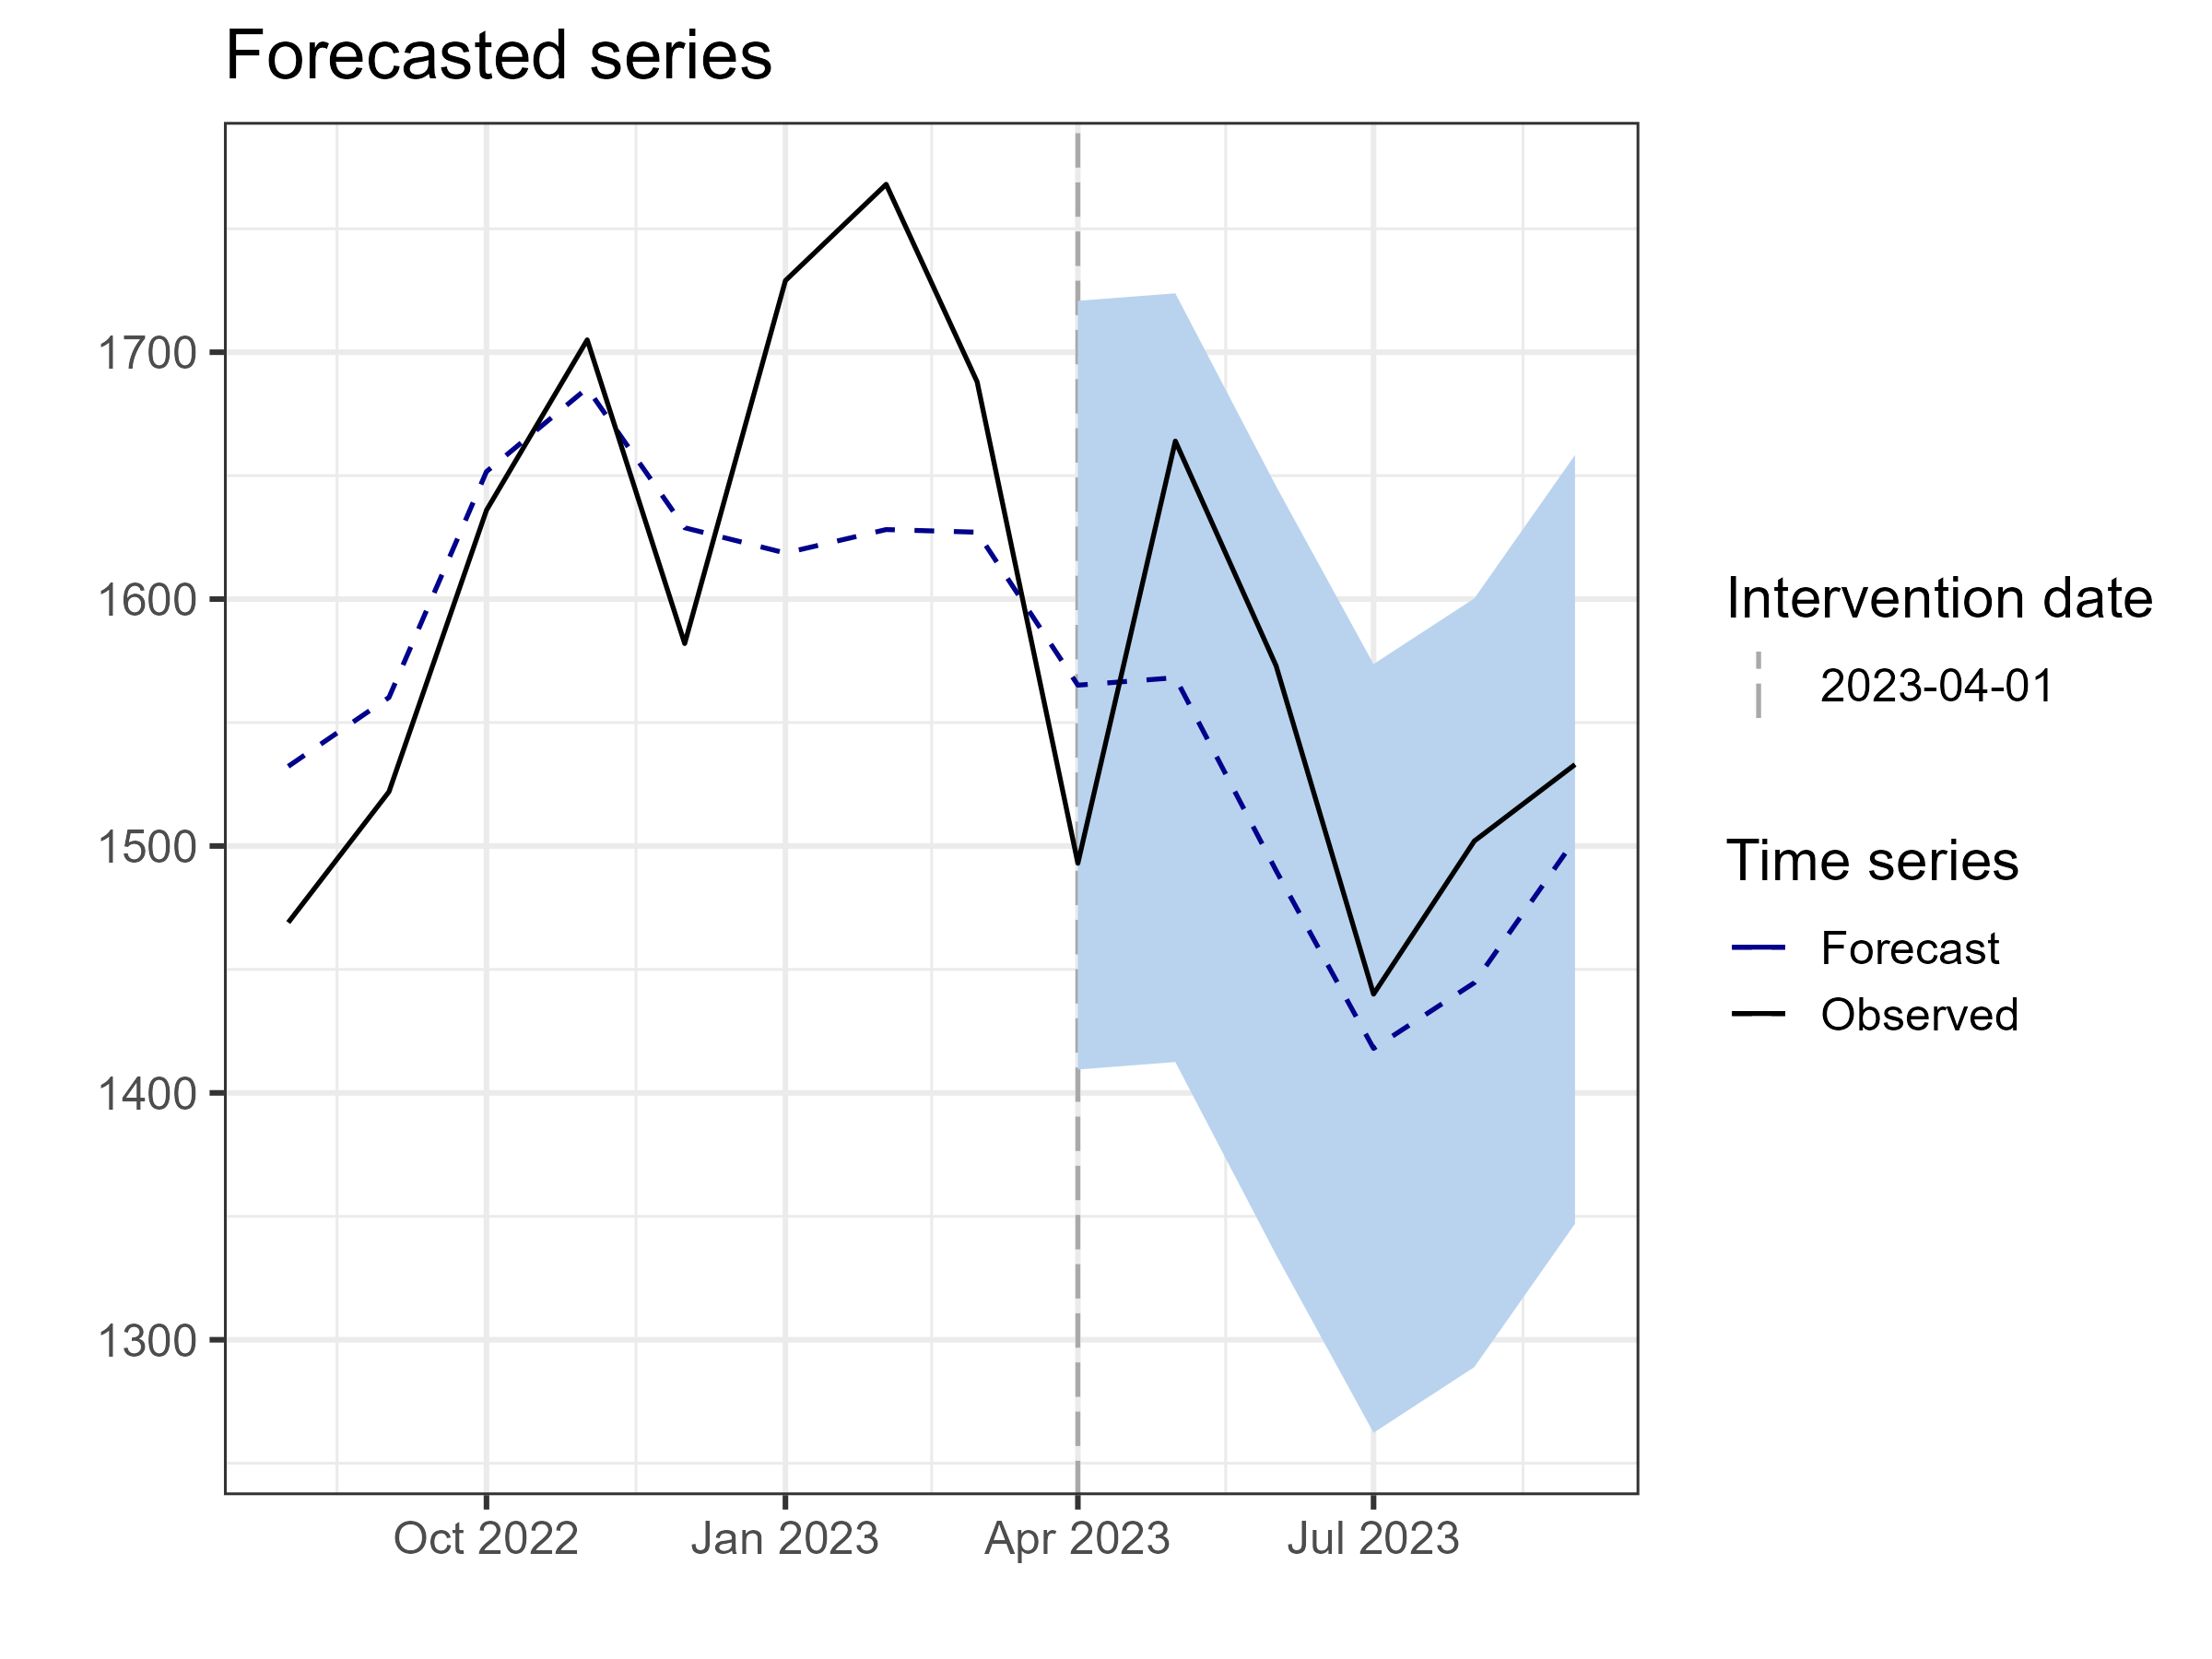 Forecasted series
1700
1600
1500
1400
1300
Oct 2022
Jan 2023
Apr 2023
Jul 2023
Intervention date
2023-04-01
Time series
Forecast
Observed